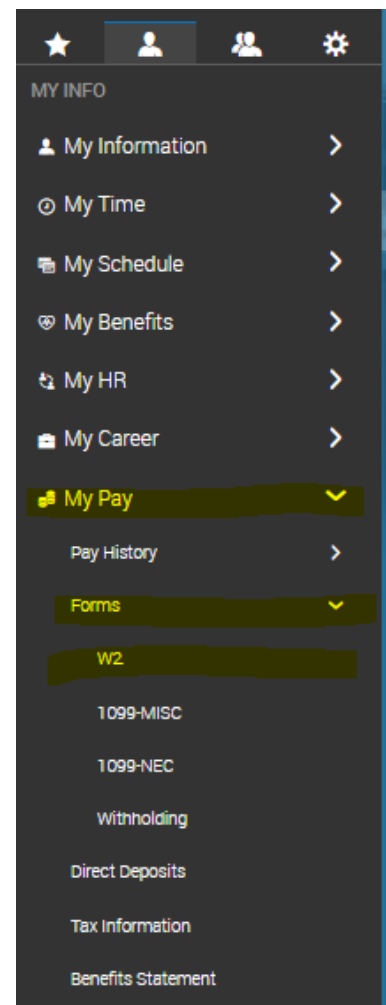 MY INFO
My Information
My Time
My Schedule
My Benefits
My HR
My Career
My Pay
Pay History
Forms
W2
1099-MISC
1099-NEC
Withholding
Direct Deposits
Tax Information
Benefits Statement